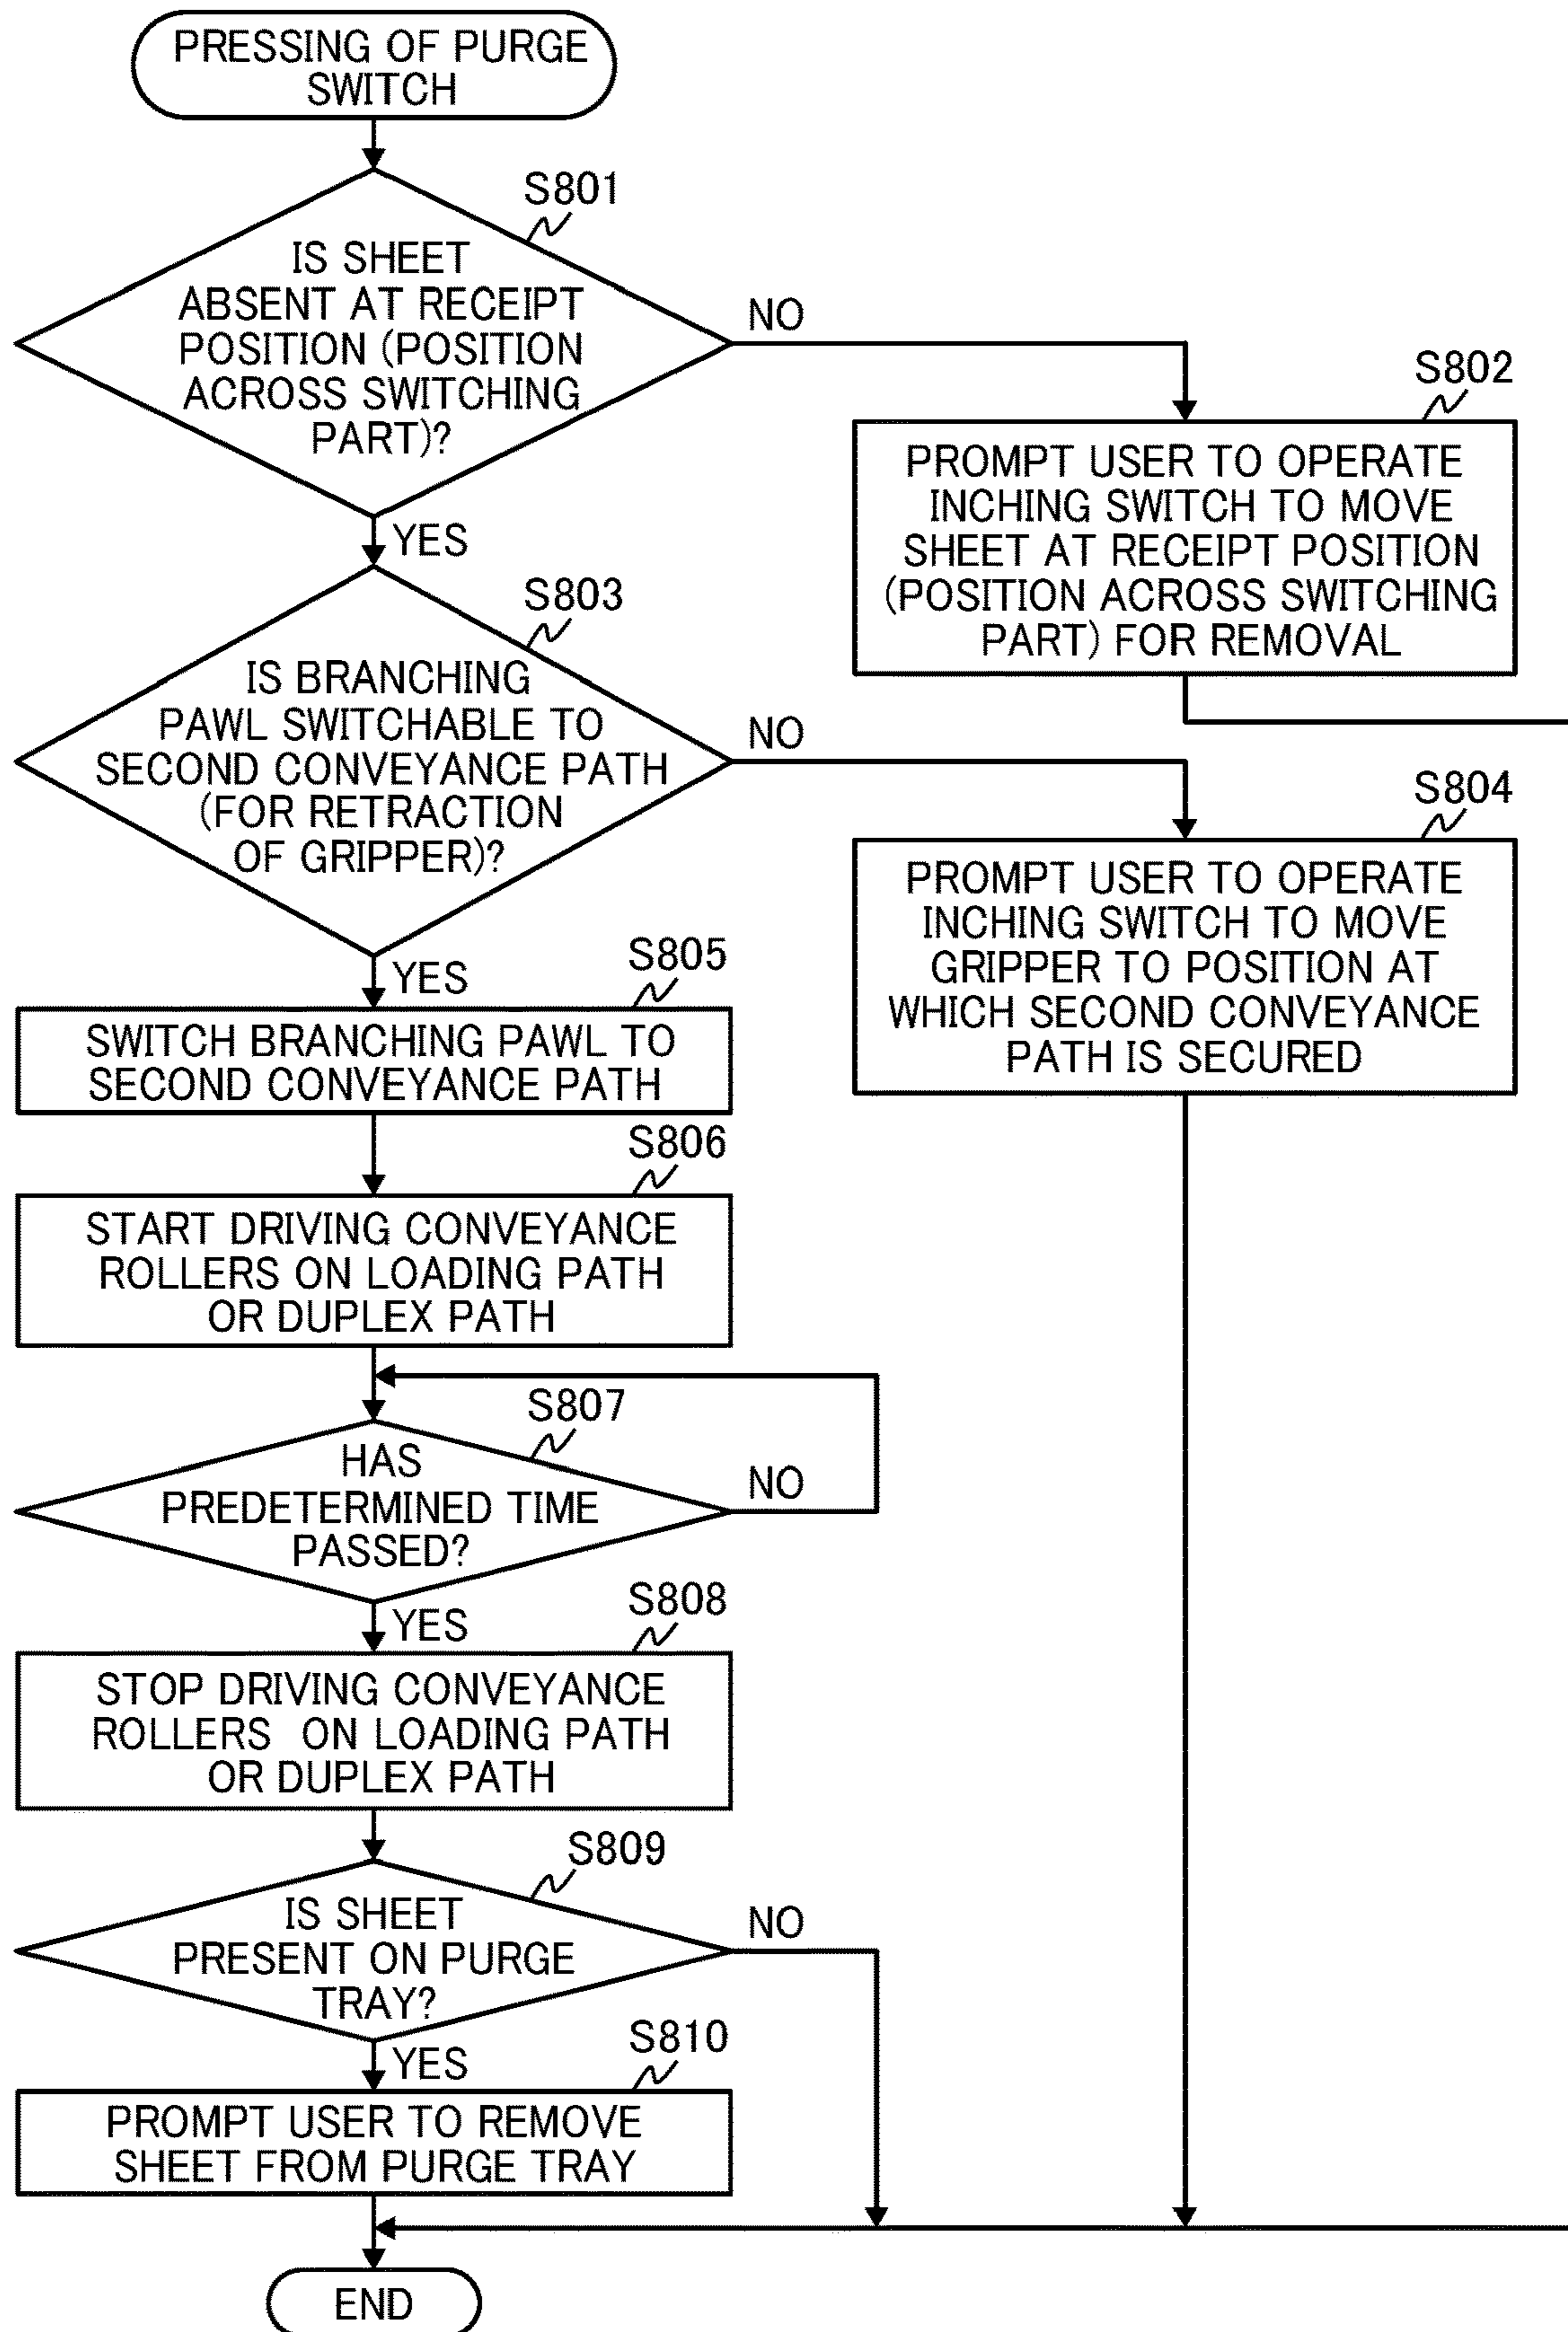 PRESSING OF PURGE
SWITCH
S801
IS SHEET
ABSENT AT RECEIPT
POSITION (POSITION
ACROSS SWITCHING
PART)?
NO
YES
S802
PROMPT USER TO OPERATE
INCHING SWITCH TO MOVE
SHEET AT RECEIPT POSITION
(POSITION ACROSS SWITCHING
PART) FOR REMOVAL
S803
IS BRANCHING
PAWL SWITCHABLE TO
SECOND CONVEYANCE PATH
(FOR RETRACTION
OF GRIPPER)?
NO
YES
S804
PROMPT USER TO OPERATE
INCHING SWITCH TO MOVE
GRIPPER TO POSITION AT
WHICH SECOND CONVEYANCE
PATH IS SECURED
S805
SWITCH BRANCHING PAWL TO
SECOND CONVEYANCE PATH
S806
START DRIVING CONVEYANCE
ROLLERS ON LOADING PATH
OR DUPLEX PATH
S807
HAS
PREDETERMINED TIME
PASSED?
NO
YES
S808
STOP DRIVING CONVEYANCE
ROLLERS ON LOADING PATH
OR DUPLEX PATH
S809
IS SHEET
PRESENT ON PURGE
TRAY?
NO
YES
S810
PROMPT USER TO REMOVE
SHEET FROM PURGE TRAY
END